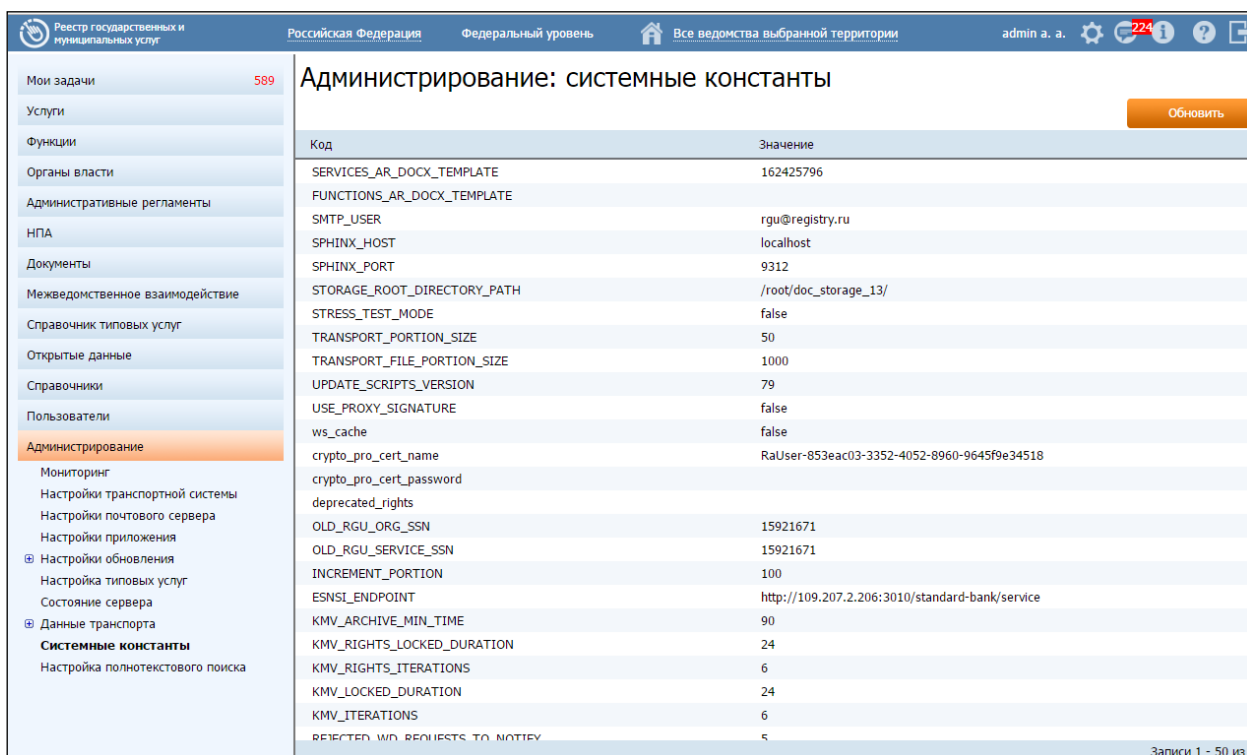 Реестр государственных и
муниципальных услуг
Российская Федерация Федеральный уровень Все ведомства выбранной территории admin a. a. 224
Мои задачи 589
Услуги
Функции
Органы власти
Административные регламенты
НПА
Документы
Межведомственное взаимодействие
Справочник типовых услуг
Открытые данные
Справочники
Пользователи
Администрирование
Мониторинг
Настройки транспортной системы
Настройки почтового сервера
Настройки приложения
Настройки обновления
Настройка типовых услуг
Состояние сервера
Данные транспорта
Системные константы
Настройка полнотекстового поиска
Администрирование: системные константы
Обновить
Код Значение
SERVICES_AR_DOCX_TEMPLATE 162425796
FUNCTIONS_AR_DOCX_TEMPLATE
SMTP_USER rgu@registry.ru
SPHINX_HOST localhost
SPHINX_PORT 9312
STORAGE_ROOT_DIRECTORY_PATH /root/doc_storage_13/
STRESS_TEST_MODE false
TRANSPORT_PORTION_SIZE 50
TRANSPORT_FILE_PORTION_SIZE 1000
UPDATE_SCRIPTS_VERSION 79
USE_PROXY_SIGNATURE false
ws_cache false
crypto_pro_cert_name RaUser-853eac03-3352-4052-8960-9645f9e34518
crypto_pro_cert_password
deprecated_rights
OLD_RGU_ORG_SSN 15921671
OLD_RGU_SERVICE_SSN 15921671
INCREMENT_PORTION 100
ESNSI_ENDPOINT http://109.207.2.206:3010/standard-bank/service
KMV_ARCHIVE_MIN_TIME 90
KMV_RIGHTS_LOCKED_DURATION 24
KMV_RIGHTS_ITERATIONS 6
KMV_LOCKED_DURATION 24
KMV_ITERATIONS 6
REJECTED_WD_REQUESTS_TO_NOTIFY 5
Записи 1 - 50 из